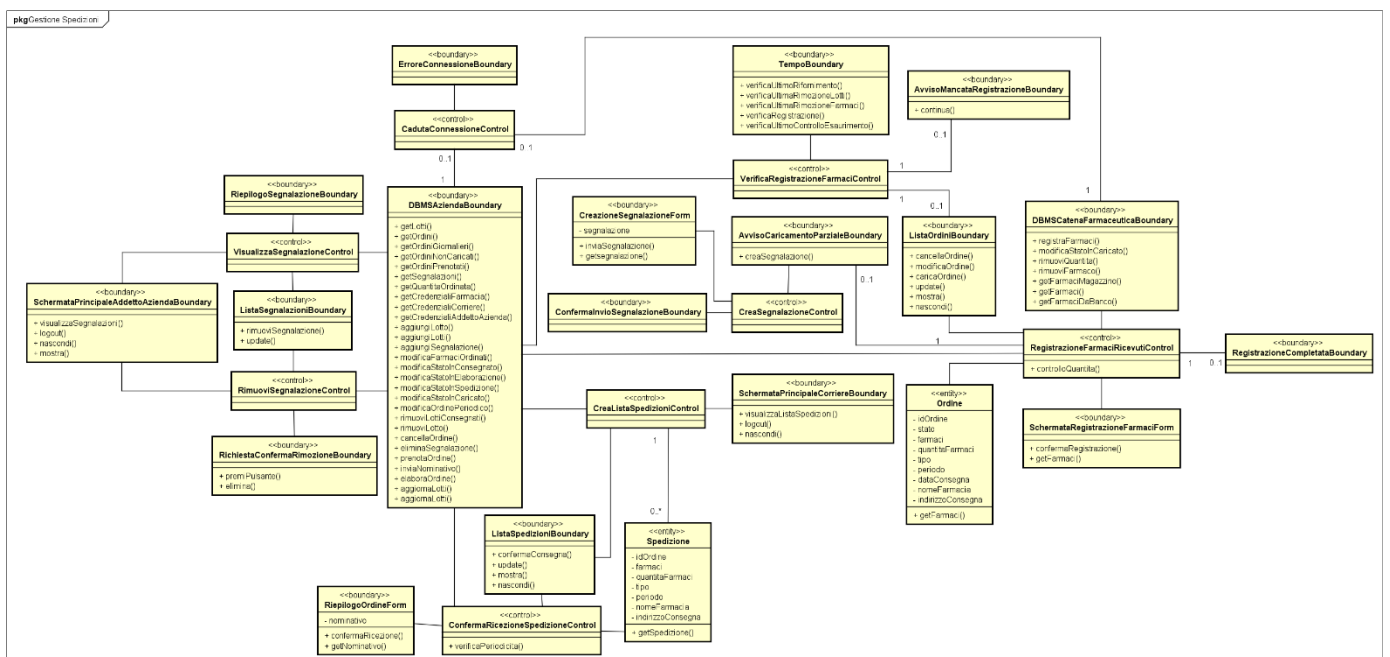 pkg Gestione Spedizioni
<<boundary>>
ErroreConnessioneBoundary
<<control>>
CadutaConnessioneControl
0..1
0..1
1
<<boundary>>
TempoBoundary
+ verificaUltimoRifornimento()
+ verificaUltimaRimozioneLotti()
+ verificaUltimaRimozioneFarmaci()
+ verificaRegistrazione()
+ verificaUltimoControlloEsaurimento()
<<boundary>>
AvvisoMancataRegistrazioneBoundary
+ continua()
0..1
1
<<control>>
VerificaRegistrazioneFarmaciControl
1
0..1
<<boundary>>
RiepilogoSegnalazioneBoundary
<<control>>
VisualizzaSegnalazioneControl
<<boundary>>
SchermataPrincipaleAddettoAziendaBoundary
+ visualizzaSegnalazioni()
+ logout()
+ nascondi()
+ mostra()
<<boundary>>
ListaSegnalazioniBoundary
+ rimuoviSegnalazione()
+ update()
<<control>>
RimuoviSegnalazioneControl
<<boundary>>
RichiestaConfermaRimozioneBoundary
+ premiPulsante()
+ elimina()
<<boundary>>
DBMSAziendaBoundary
+ getLotti()
+ getOrdini()
+ getOrdiniGiornalieri()
+ getOrdiniNonCaricati()
+ getOrdiniPrenotati()
+ getSegnalazioni()
+ getQuantitaOrdinata()
+ getCredenzialiFarmacia()
+ getCredenzialiCorriere()
+ getCredenzialiAddettoAzienda()
+ aggiungiLotto()
+ aggiungiLotti()
+ aggiungiSegnalazione()
+ modificaFarmaciOrdinati()
+ modificaStatoInConsegnato()
+ modificaStatoInElaborazione()
+ modificaStatoInSpedizione()
+ modificaStatoInCaricato()
+ modificaOrdinePeriodico()
+ rimuoviLottiConsegnati()
+ rimuoviLotto()
+ cancellaOrdine()
+ eliminaSegnalazione()
+ prenotaOrdine()
+ inviaNominativo()
+ elaboraOrdine()
+ aggiornaLotti()
+ aggiornaLotti()
<<boundary>>
CreazioneSegnalazioneForm
- segnalazione
+ inviaSegnalazione()
+ getsegnalazione()
<<boundary>>
AvvisoCaricamentoParzialeBoundary
+ creaSegnalazione()
0..1
<<boundary>>
ConfermaInvioSegnalazioneBoundary
<<control>>
CreaSegnalazioneControl
<<boundary>>
ListaOrdiniBoundary
+ cancellaOrdine()
+ modificaOrdine()
+ caricaOrdine()
+ update()
+ mostra()
+ nascondi()
1
<<boundary>>
DBMSCatenaFarmaceuticaBoundary
+ registraFarmaci()
+ modificaStatoInCaricato()
+ rimuoviQuantita()
+ rimuoviFarmaco()
+ getFarmaciMagazzino()
+ getFarmaci()
+ getFarmaciDaBanco()
1
<<control>>
RegistrazioneFarmaciRicevutiControl
+ controlloQuantita()
1
0..1
<<boundary>>
RegistrazioneCompletataBoundary
<<control>>
CreaListaSpedizioniControl
1
0..*
<<boundary>>
SchermataPrincipaleCorriereBoundary
+ visualizzaListaSpedizioni()
+ logout()
+ nascondi()
<<entity>>
Ordine
- idOrdine
- stato
- farmaci
- quantitaFarmaci
- tipo
- periodo
- dataConsegna
- nomeFarmacia
- indirizzoConsegna
+ getFarmaci()
<<boundary>>
SchermataRegistrazioneFarmaciForm
+ confermaRegistrazione()
+ getFarmaci()
<<boundary>>
ListaSpedizioniBoundary
+ confermaConsegna()
+ update()
+ mostra()
+ nascondi()
<<entity>>
Spedizione
- idOrdine
- farmaci
- quantitaFarmaci
- tipo
- periodo
- nomeFarmacia
- indirizzoConsegna
+ getSpedizione()
<<boundary>>
RiepilogoOrdineForm
- nominativo
+ confermaRicezione()
+ getNominativo()
<<control>>
ConfermaRicezioneSpedizioneControl
+ verificaPeriodicita()